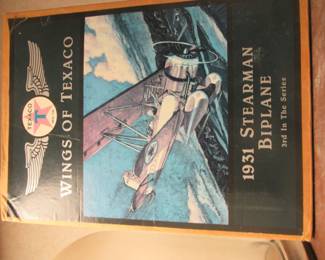 TEXACO
T
WINGS OF TEXACO
1931 STEARMAN
BIPLANE
3rd In The Series